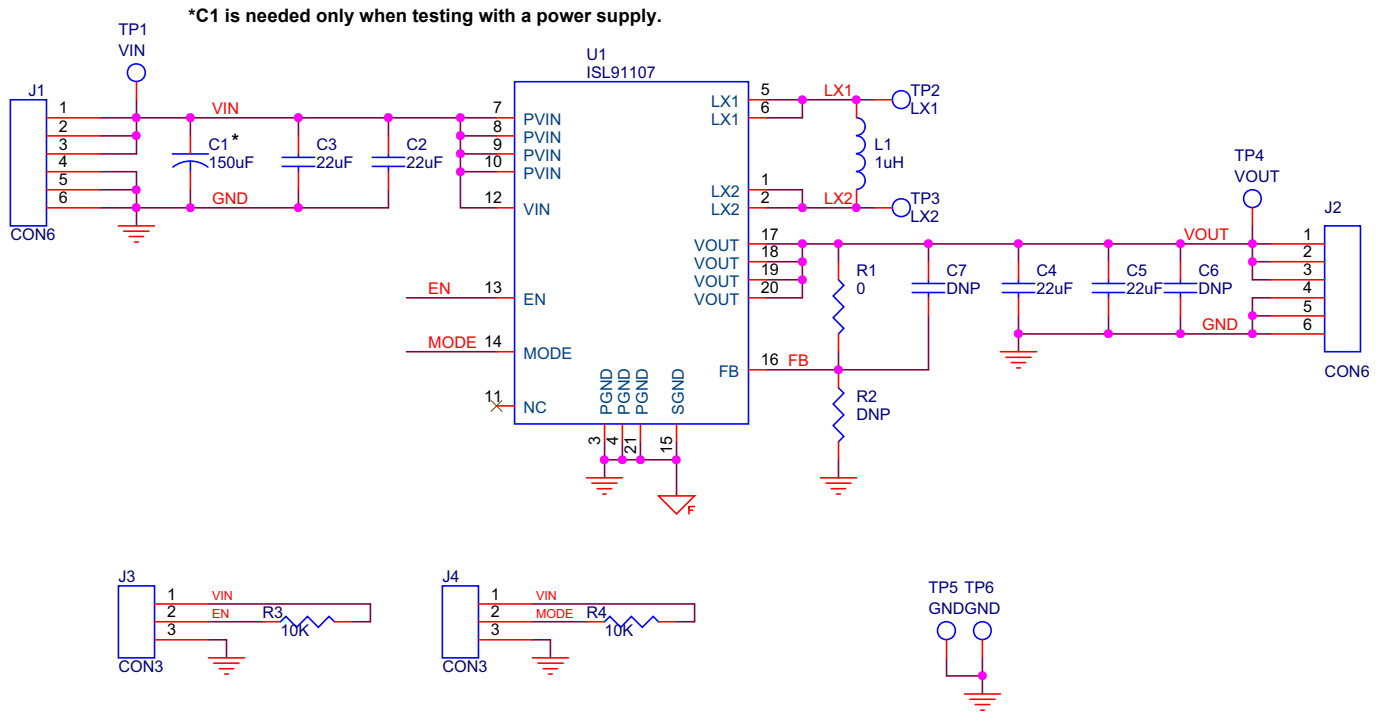 *C1 is needed only when testing with a power supply.
TP1
VIN
J1
1
2
3
4
5
6
CON6
VIN
GND
C1
*
150uF
C3
22uF
C2
22uF
U1
ISL91107
7
8
9
10
12
13
14
11
PVIN
PVIN
PVIN
PVIN
VIN
EN
MODE
NC
EN
MODE
PGND
PGND
PGND
SGND
3
4
21
15
F
LX1
LX1
LX2
LX2
VOUT
VOUT
VOUT
VOUT
FB
5
6
1
2
17
18
19
20
16
LX1
LX2
FB
TP2
LX1
L1
1uH
TP3
LX2
R1
0
C7
DNP
R2
DNP
C4
22uF
C5
22uF
C6
DNP
VOUT
GND
TP4
VOUT
J2
1
2
3
4
5
6
CON6
J3
1
2
3
VIN
EN
R3
10K
CON3
J4
1
2
3
VIN
MODE
R4
10K
CON3
TP5 TP6
GND GND